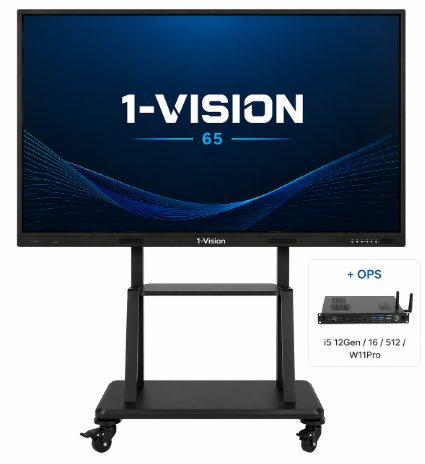 1-VISION
65
1-Vision
+ OPS
i5 12Gen / 16 / 512 /
W11Pro